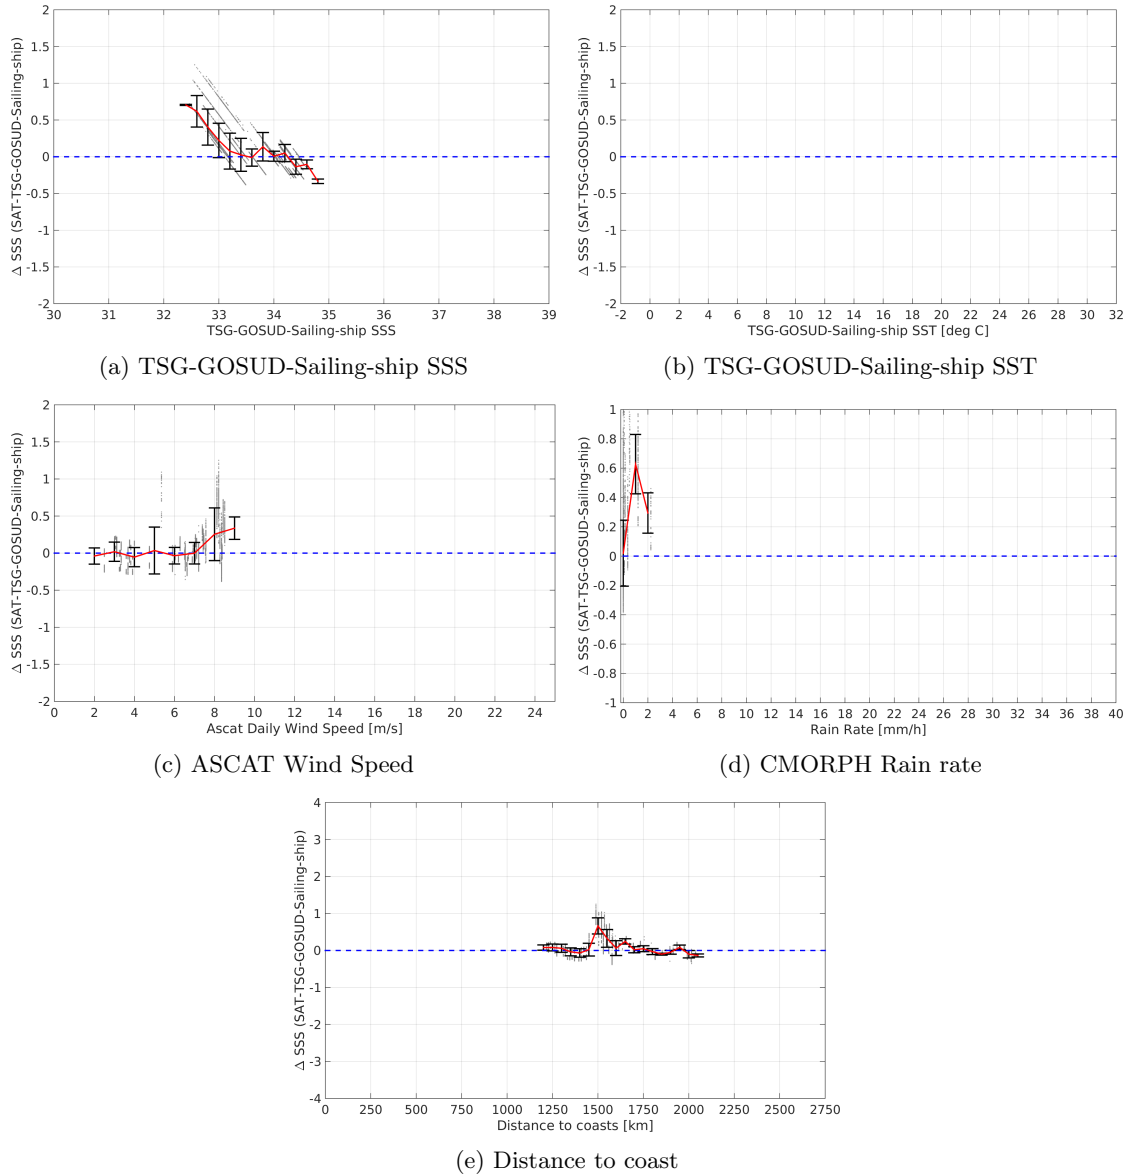 2
1.5
1
0.5
0
-0.5
-1
-1.5
-2
Δ SSS (SAT-TSG-GOSUD-Sailing-ship)
30 31 32 33 34 35 36 37 38 39
TSG-GOSUD-Sailing-ship SSS
(a) TSG-GOSUD-Sailing-ship SSS
2
1.5
1
0.5
0
-0.5
-1
-1.5
-2
Δ SSS (SAT-TSG-GOSUD-Sailing-ship)
-2 0 2 4 6 8 10 12 14 16 18 20 22 24 26 28 30 32
TSG-GOSUD-Sailing-ship SST [deg C]
(b) TSG-GOSUD-Sailing-ship SST
2
1.5
1
0.5
0
-0.5
-1
-1.5
-2
Δ SSS (SAT-TSG-GOSUD-Sailing-ship)
0 2 4 6 8 10 12 14 16 18 20 22 24
Ascat Daily Wind Speed [m/s]
(c) ASCAT Wind Speed
1
0.8
0.6
0.4
0.2
0
-0.2
-0.4
-0.6
-0.8
-1
Δ SSS (SAT-TSG-GOSUD-Sailing-ship)
0 2 4 6 8 10 12 14 16 18 20 22 24 26 28 30 32 34 36 38 40
Rain Rate [mm/h]
(d) CMORPH Rain rate
4
3
2
1
0
-1
-2
-3
-4
Δ SSS (SAT-TSG-GOSUD-Sailing-ship)
0 250 500 750 1000 1250 1500 1750 2000 2250 2500 2750
Distance to coasts [km]
(e) Distance to coast